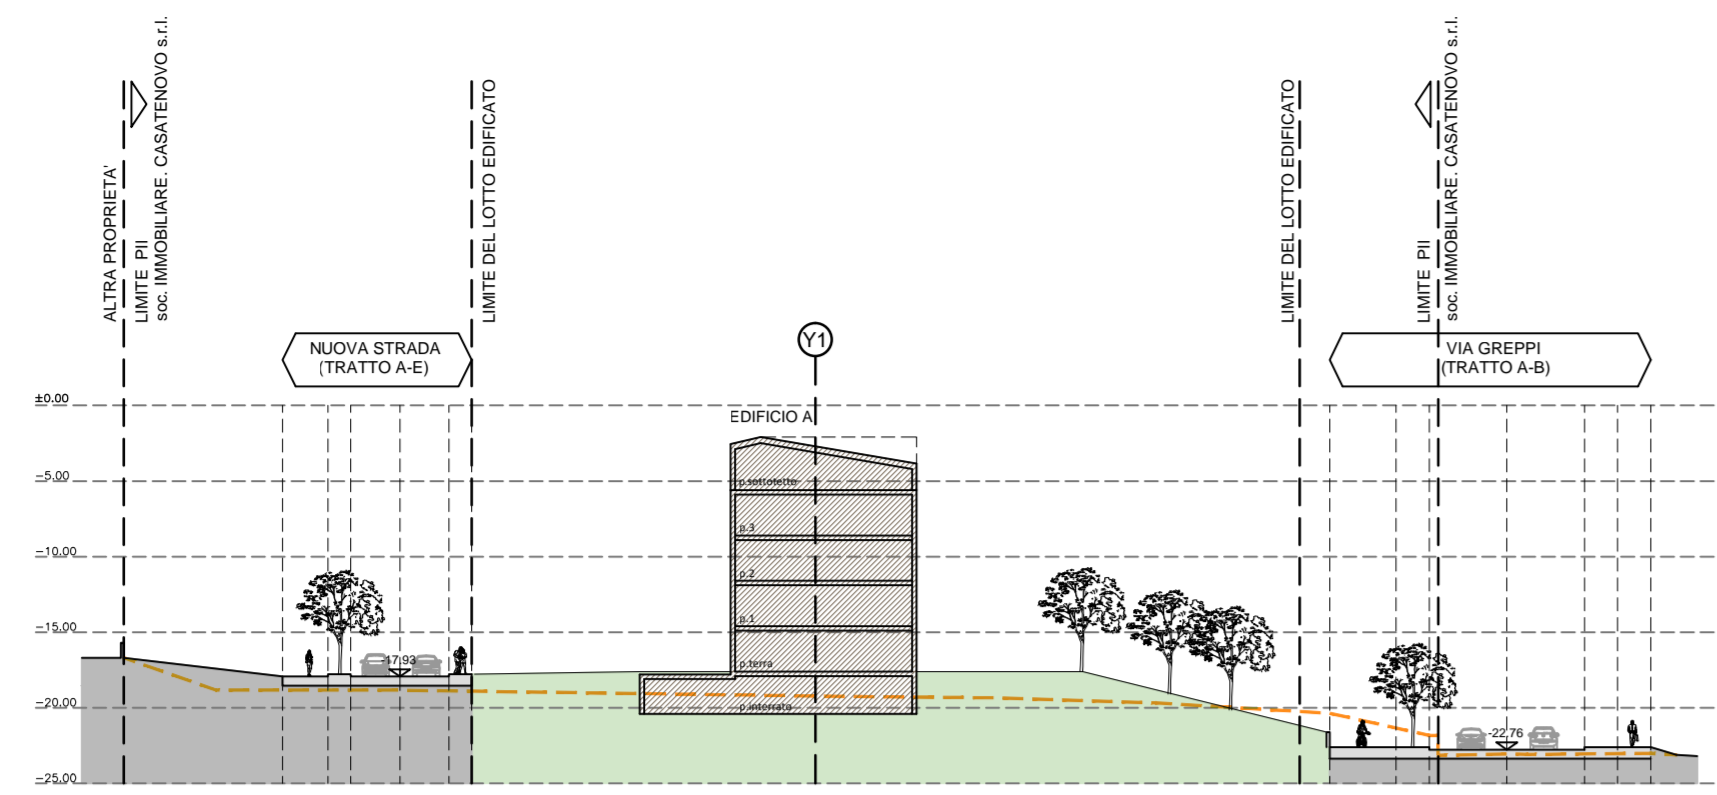 ALTRA PROPRIETA'
LIMITE PII
soc. IMMOBILIARE. CASATENOVO s.r.l.
LIMITE DEL LOTTO EDIFICATO
LIMITE DEL LOTTO EDIFICATO
LIMITE PII
soc. IMMOBILIARE. CASATENOVO s.r.l.
NUOVA STRADA
(TRATTO A-E)
Y1
VIA GREPPI
(TRATTO A-B)
±0.00
EDIFICIO A
−5.00
p.sottotetto
p.3
−10.00
p.2
p.1
−15.00
-17.93
p.terra
−20.00
p.interrato
-22.76
−25.00